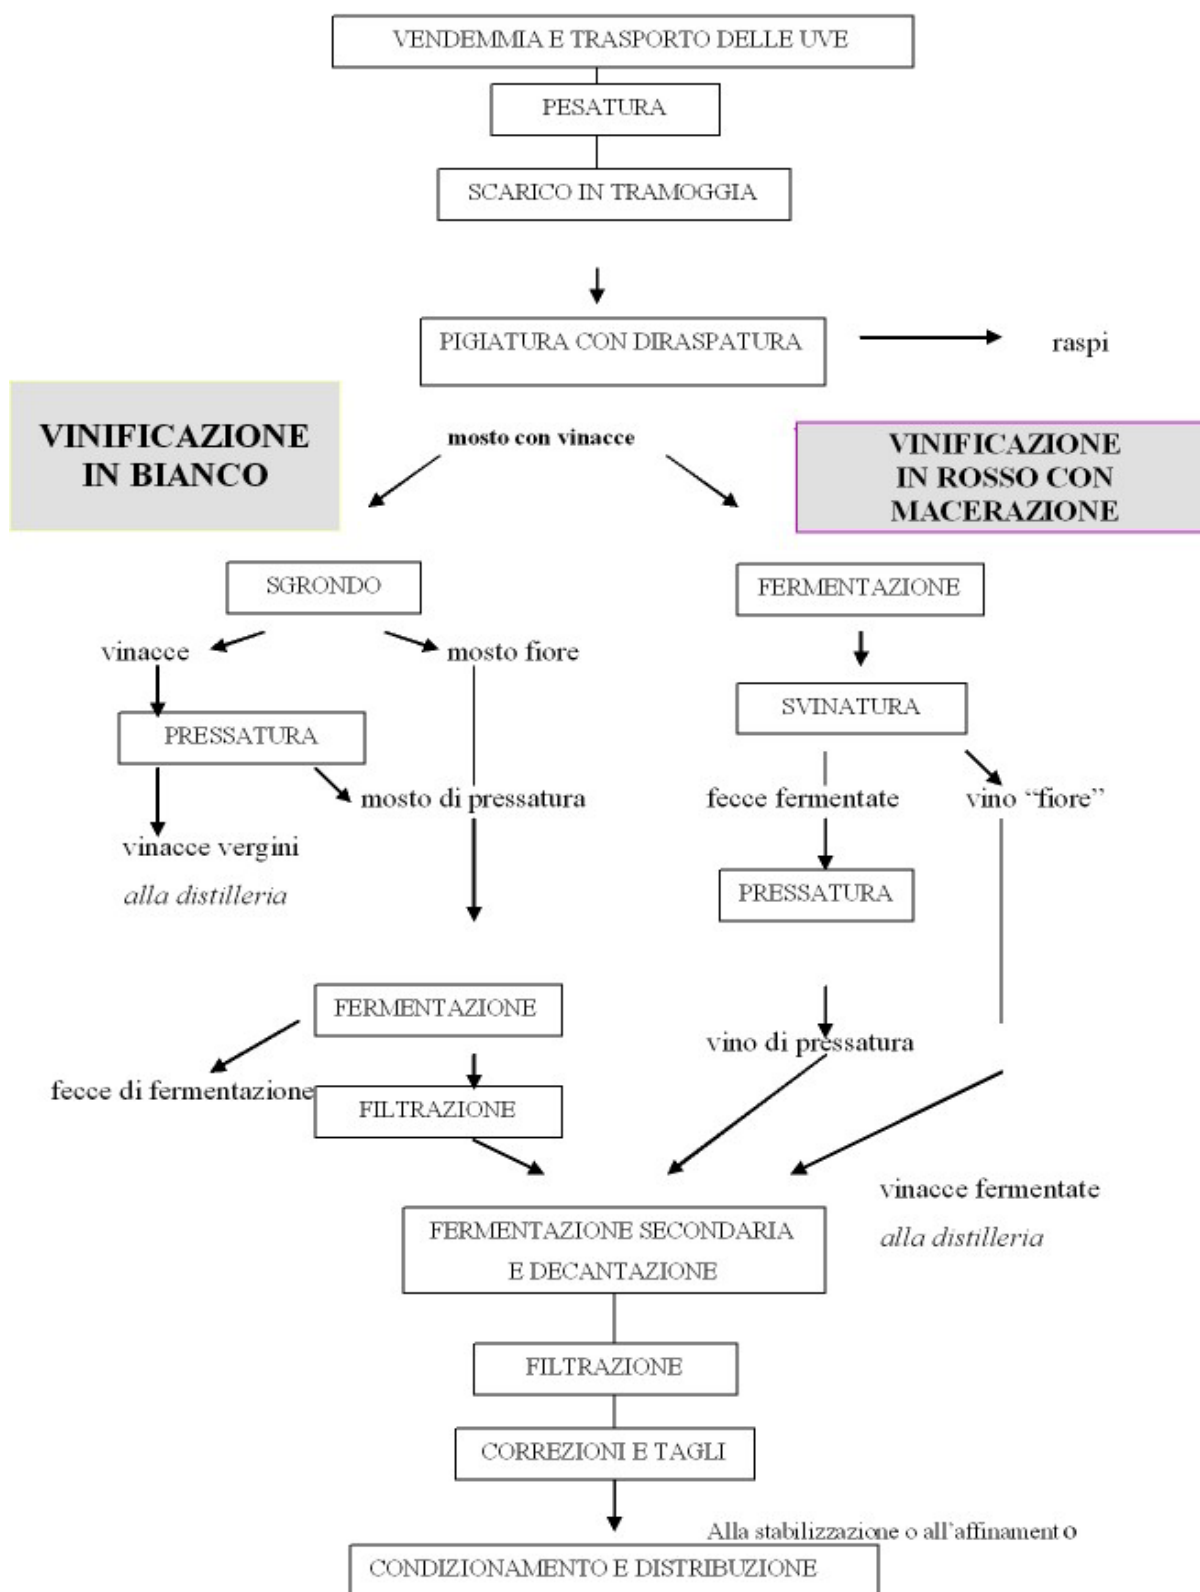 VENDEMMIA E TRASPORTO DELLE UVE
PESATURA
SCARICO IN TRAMOGGIA
PIGIATURA CON DIRASPATURA
raspi
VINIFICAZIONE
IN BIANCO
mosto con vinacce
VINIFICAZIONE
IN ROSSO CON
MACERAZIONE
SGRONDO
FERMENTAZIONE
vinacce
mosto fiore
SVINATURA
PRESSATURA
mosto di pressatura
fecce fermentate
vino “fiore”
vinacce vergini
alla distilleria
PRESSATURA
FERMENTAZIONE
vino di pressatura
fecce di fermentazione
FILTRAZIONE
vinacce fermentate
alla distilleria
FERMENTAZIONE SECONDARIA
E DECANTAZIONE
FILTRAZIONE
CORREZIONI E TAGLI
Alla stabilizzazione o all’affinamento
CONDIZIONAMENTO E DISTRIBUZIONE